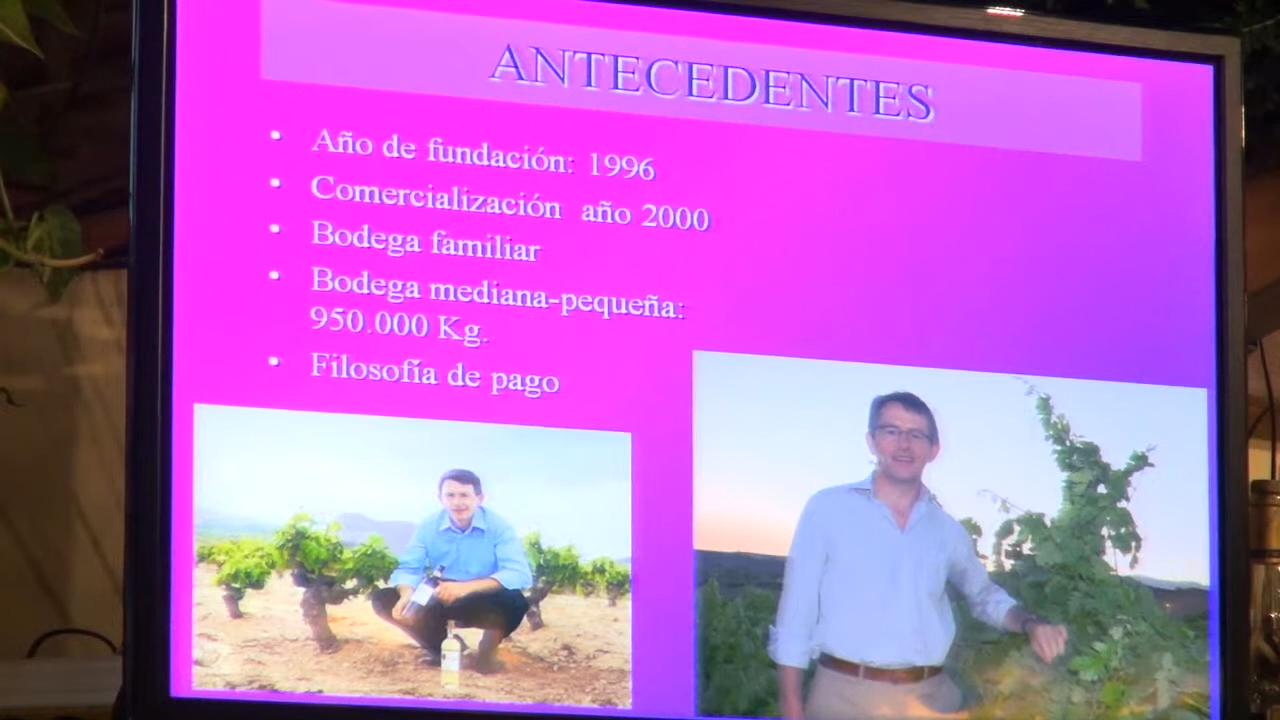 ANTECEDENTES
• Año de fundación: 1996
• Comercialización año 2000
• Bodega familiar
• Bodega mediana-pequeña:
950.000 Kg.
• Filosofía de pago